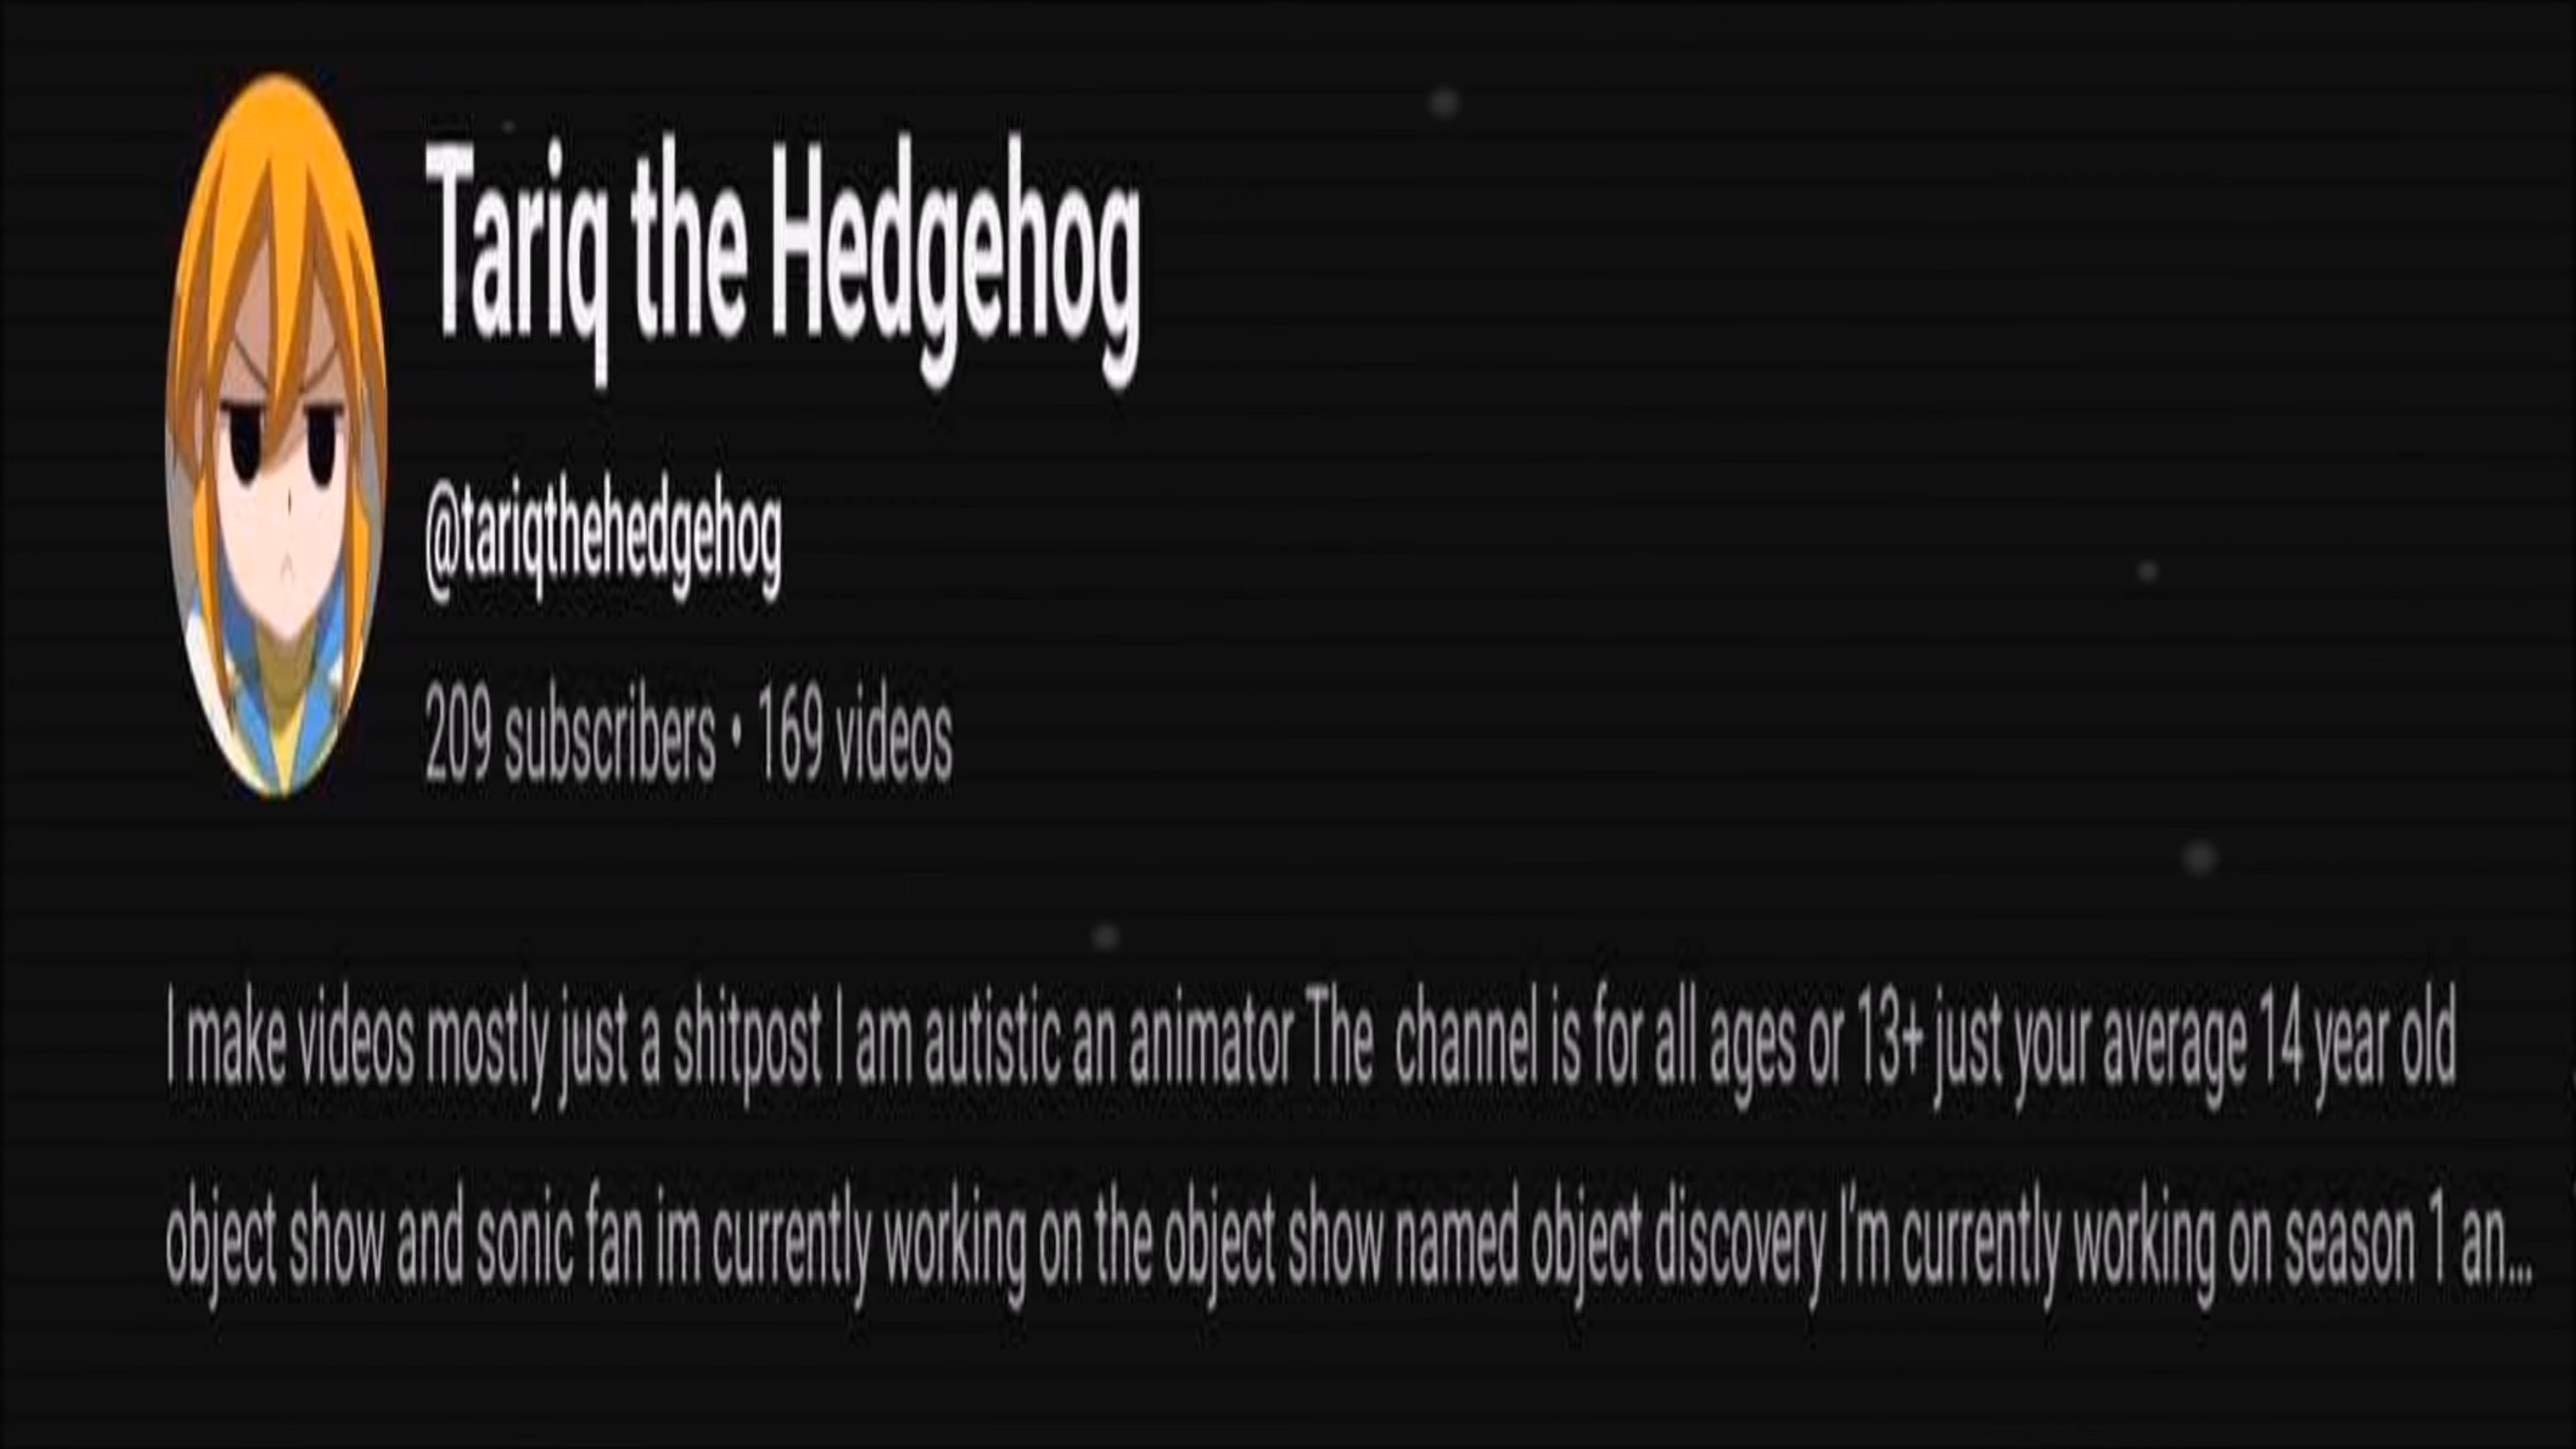 Tariq the Hedgehog
@tariqthehedgehog
209 subscribers • 169 videos
I make videos mostly just a shitpost I am autistic an animator The channel is for all ages or 13+ just your average 14 year old
object show and sonic fan im currently working on the object show named object discovery I'm currently working on season 1 an...